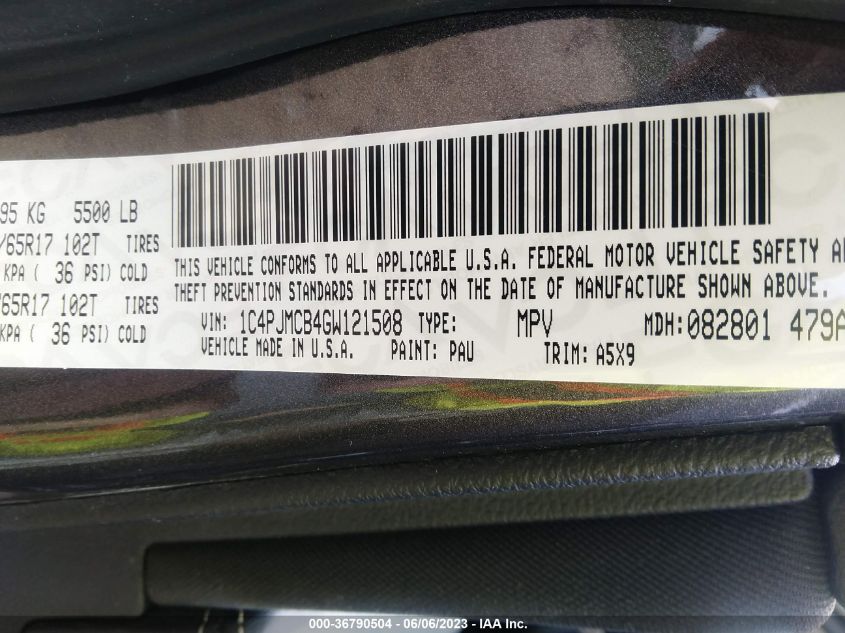 95 KG 5500 LB
/65R17 102T TIRES
KPA ( 36 PSI) COLD
/65R17 102T TIRES
KPA ( 36 PSI) COLD
THIS VEHICLE CONFORMS TO ALL APPLICABLE U.S.A. FEDERAL MOTOR VEHICLE SAFETY
THEFT PREVENTION STANDARDS IN EFFECT ON THE DATE OF MANUFACTURE SHOWN ABOVE.
VIN: 1C4PJMCB4GW121508 TYPE: MPV MDH:082801 479A
VEHICLE MADE IN U.S.A. PAINT: PAU TRIM: A5X9
000-36790504 - 06/06/2023 - IAA Inc.